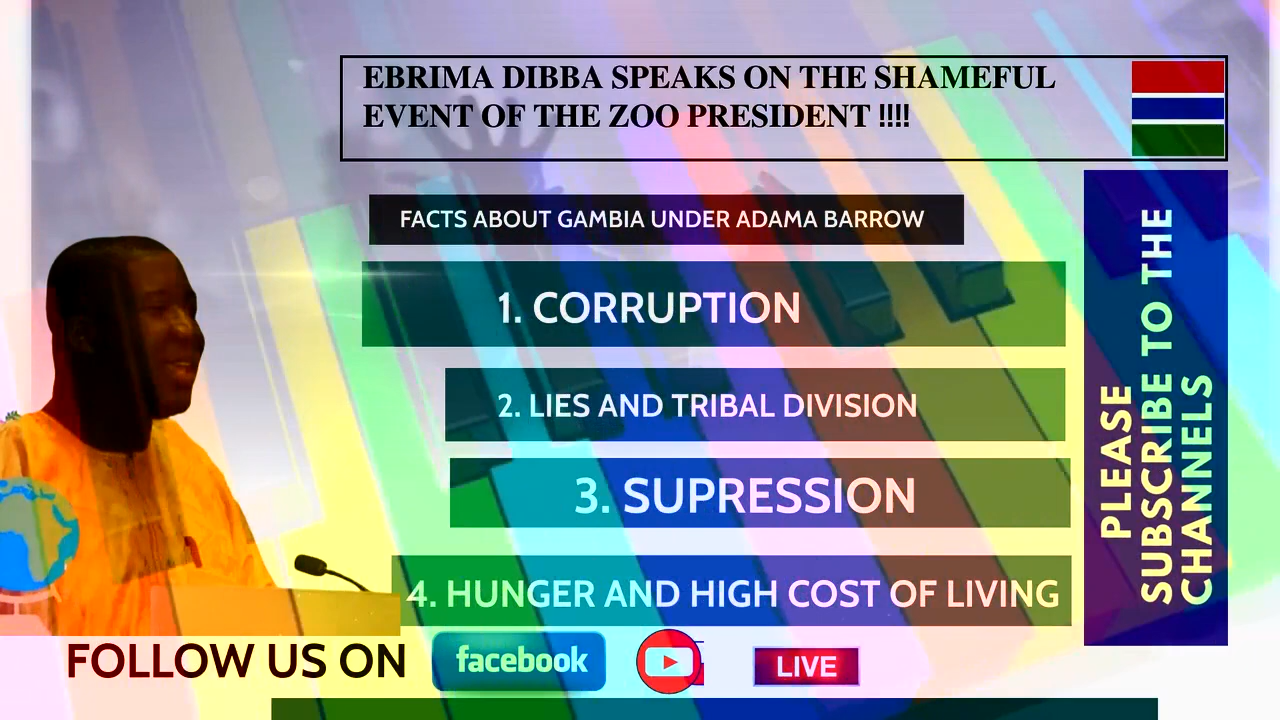 EBRIMA DIBBA SPEAKS ON THE SHAMEFUL
EVENT OF THE ZOO PRESIDENT !!!!
FACTS ABOUT GAMBIA UNDER ADAMA BARROW
1. CORRUPTION
2. LIES AND TRIBAL DIVISION
3. SUPRESSION
4. HUNGER AND HIGH COST OF LIVING
PLEASE
SUBSCRIBE TO THE
CHANNELS
FOLLOW US ON
facebook
LIVE